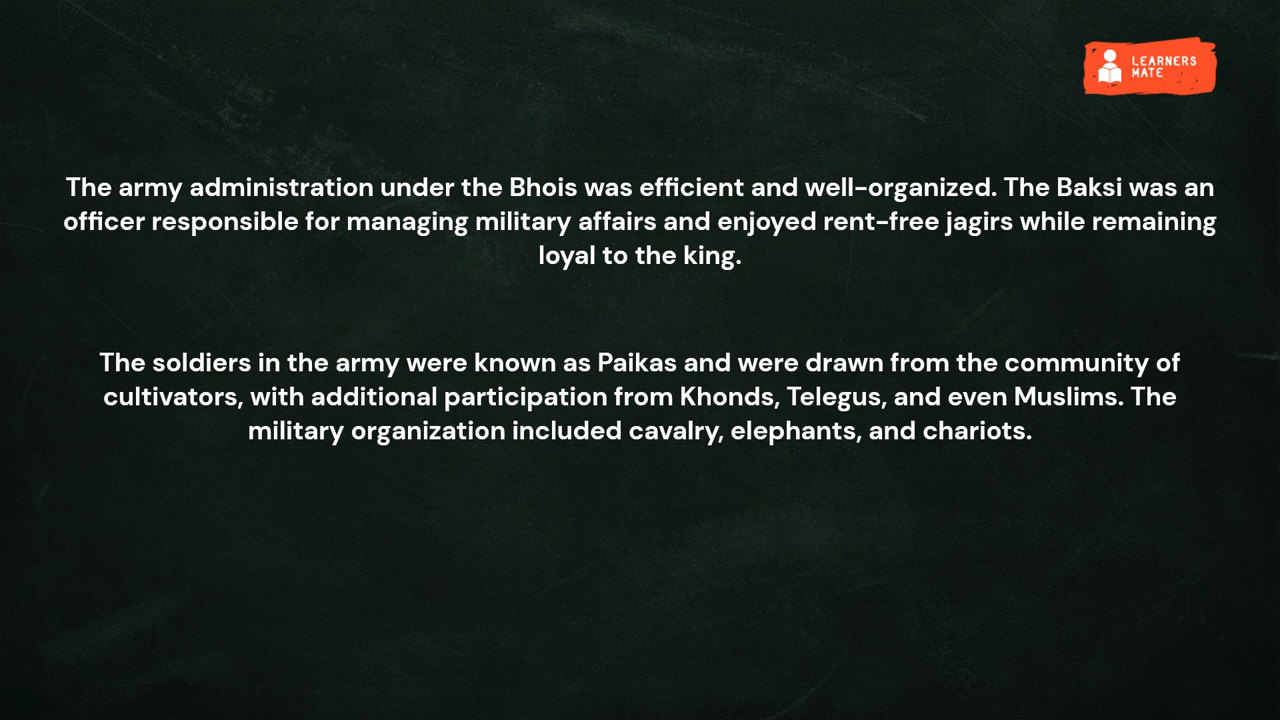 LEARNERS
MATE
The army administration under the Bhois was efficient and well-organized. The Baksi was an
officer responsible for managing military affairs and enjoyed rent-free jagirs while remaining
loyal to the king.
The soldiers in the army were known as Paikas and were drawn from the community of
cultivators, with additional participation from Khonds, Telegus, and even Muslims. The
military organization included cavalry, elephants, and chariots.